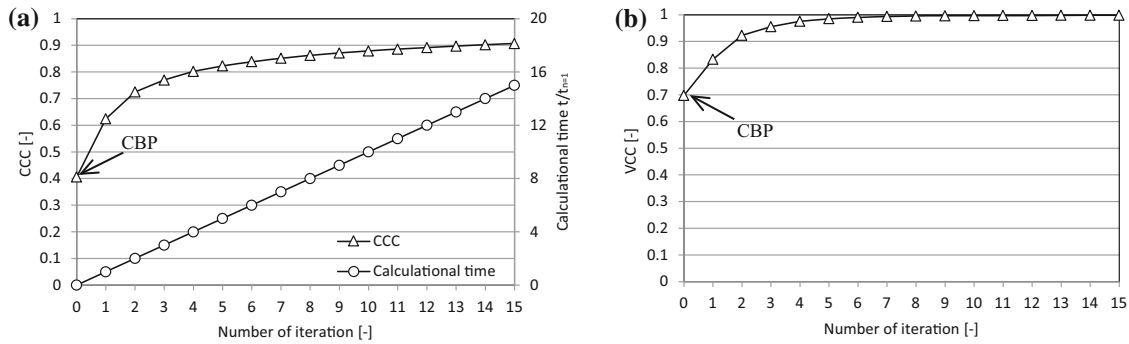 (a)
1
0.9
0.8
0.7
0.6
0.5
0.4
0.3
0.2
0.1
0
CCC [-]
CBP
CCC
Calculational time
20
16
12
8
4
0
Calculational time t/tn=1
0 1 2 3 4 5 6 7 8 9 10 11 12 13 14 15
Number of iteration [-]
(b)
1
0.9
0.8
0.7
0.6
0.5
0.4
0.3
0.2
0.1
0
VCC [-]
CBP
0 1 2 3 4 5 6 7 8 9 10 11 12 13 14 15
Number of iteration [-]